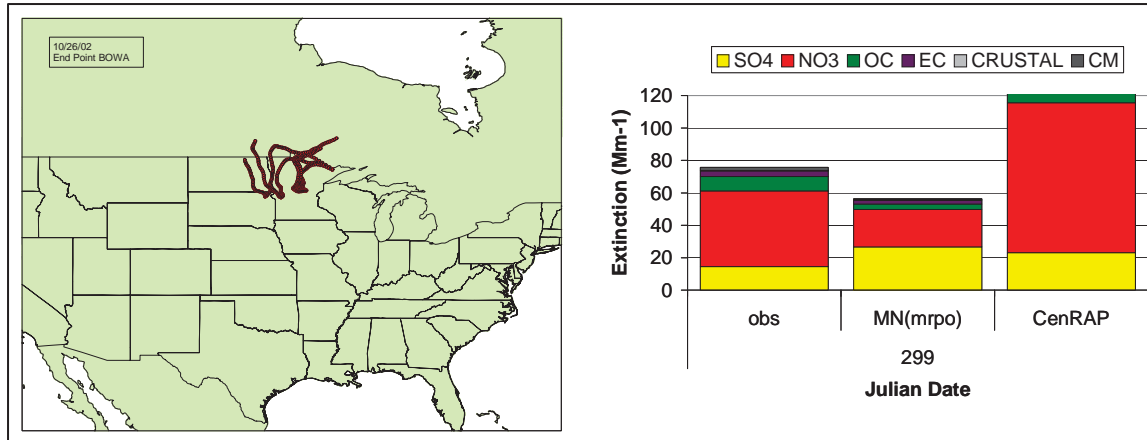 10/26/02
End Point BOWA
SO4 NO3 OC EC CRUSTAL CM
Extinction (Mm-1)
120
100
80
60
40
20
0
obs MN(mrpo) CenRAP
299
Julian Date